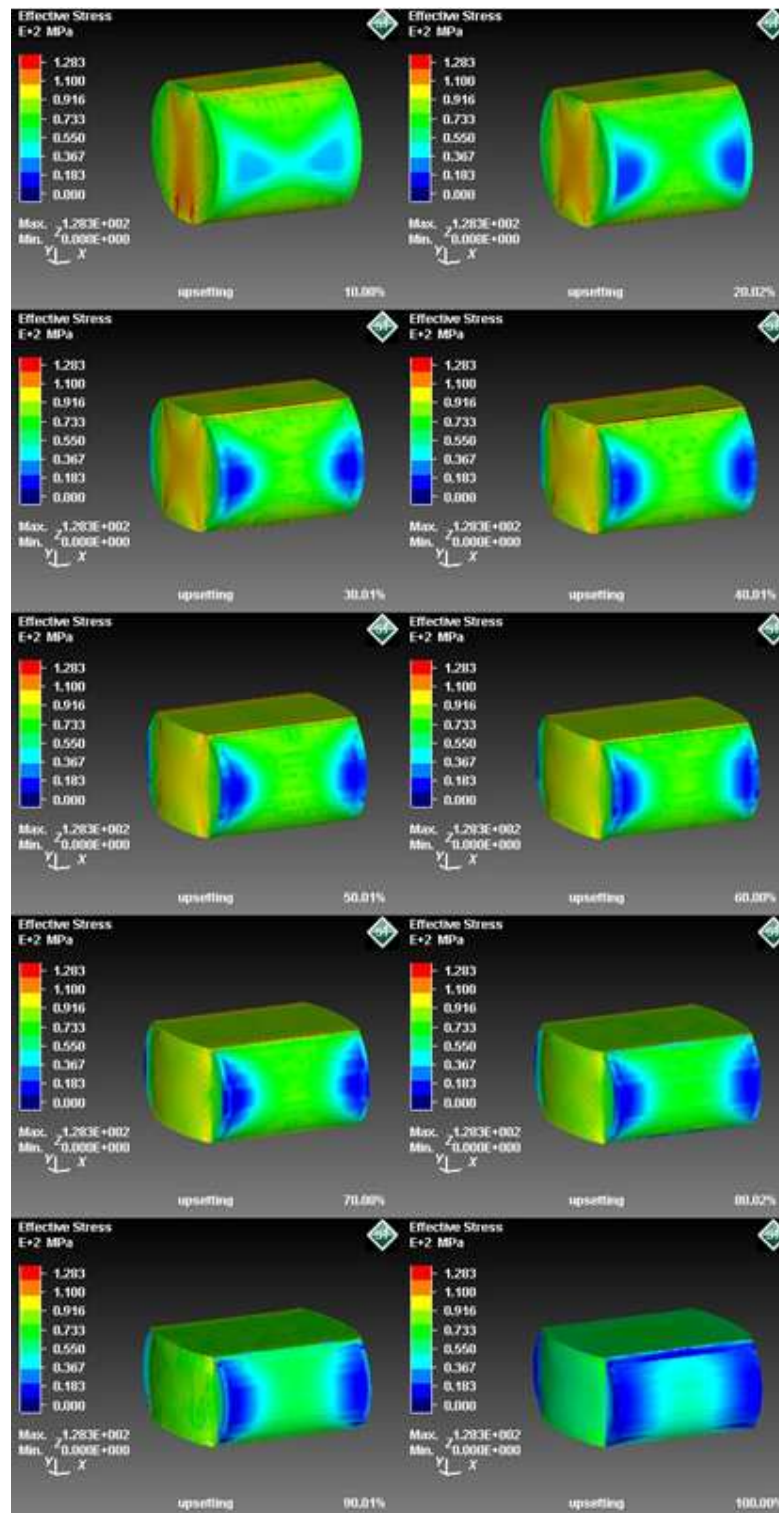 Effective Stress
E+2 MPa
1.283
1.100
0.916
0.733
0.550
0.367
0.183
0.000
Max. 1.283E+002
Min. 0.000E+000
Z
Y X
upsetting 10.00%
Effective Stress
E+2 MPa
1.283
1.100
0.916
0.733
0.550
0.367
0.183
0.000
Max. 1.283E+002
Min. 0.000E+000
Z
Y X
upsetting 20.02%
Effective Stress
E+2 MPa
1.283
1.100
0.916
0.733
0.550
0.367
0.183
0.000
Max. 1.283E+002
Min. 0.000E+000
Z
Y X
upsetting 30.01%
Effective Stress
E+2 MPa
1.283
1.100
0.916
0.733
0.550
0.367
0.183
0.000
Max. 1.283E+002
Min. 0.000E+000
Z
Y X
upsetting 40.01%
Effective Stress
E+2 MPa
1.283
1.100
0.916
0.733
0.550
0.367
0.183
0.000
Max. 1.283E+002
Min. 0.000E+000
Z
Y X
upsetting 50.01%
Effective Stress
E+2 MPa
1.283
1.100
0.916
0.733
0.550
0.367
0.183
0.000
Max. 1.283E+002
Min. 0.000E+000
Z
Y X
upsetting 60.00%
Effective Stress
E+2 MPa
1.283
1.100
0.916
0.733
0.550
0.367
0.183
0.000
Max. 1.283E+002
Min. 0.000E+000
Z
Y X
upsetting 70.00%
Effective Stress
E+2 MPa
1.283
1.100
0.916
0.733
0.550
0.367
0.183
0.000
Max. 1.283E+002
Min. 0.000E+000
Z
Y X
upsetting 80.02%
Effective Stress
E+2 MPa
1.283
1.100
0.916
0.733
0.550
0.367
0.183
0.000
Max. 1.283E+002
Min. 0.000E+000
Z
Y X
upsetting 90.01%
Effective Stress
E+2 MPa
1.283
1.100
0.916
0.733
0.550
0.367
0.183
0.000
Max. 1.283E+002
Min. 0.000E+000
Z
Y X
upsetting 100.00%